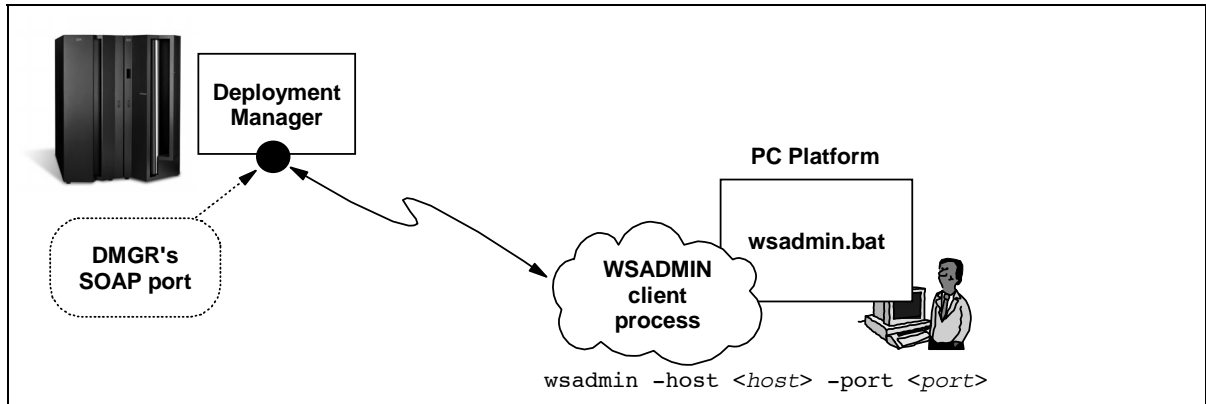 Deployment
Manager
DMGR's
SOAP port
PC Platform
wsadmin.bat
WSADMIN
client
process
wsadmin -host <host> -port <port>